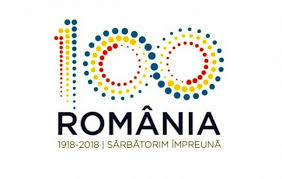 100
ROMÂNIA
1918-2018 | SĂRBĂTORIM ÎMPREUNĂ